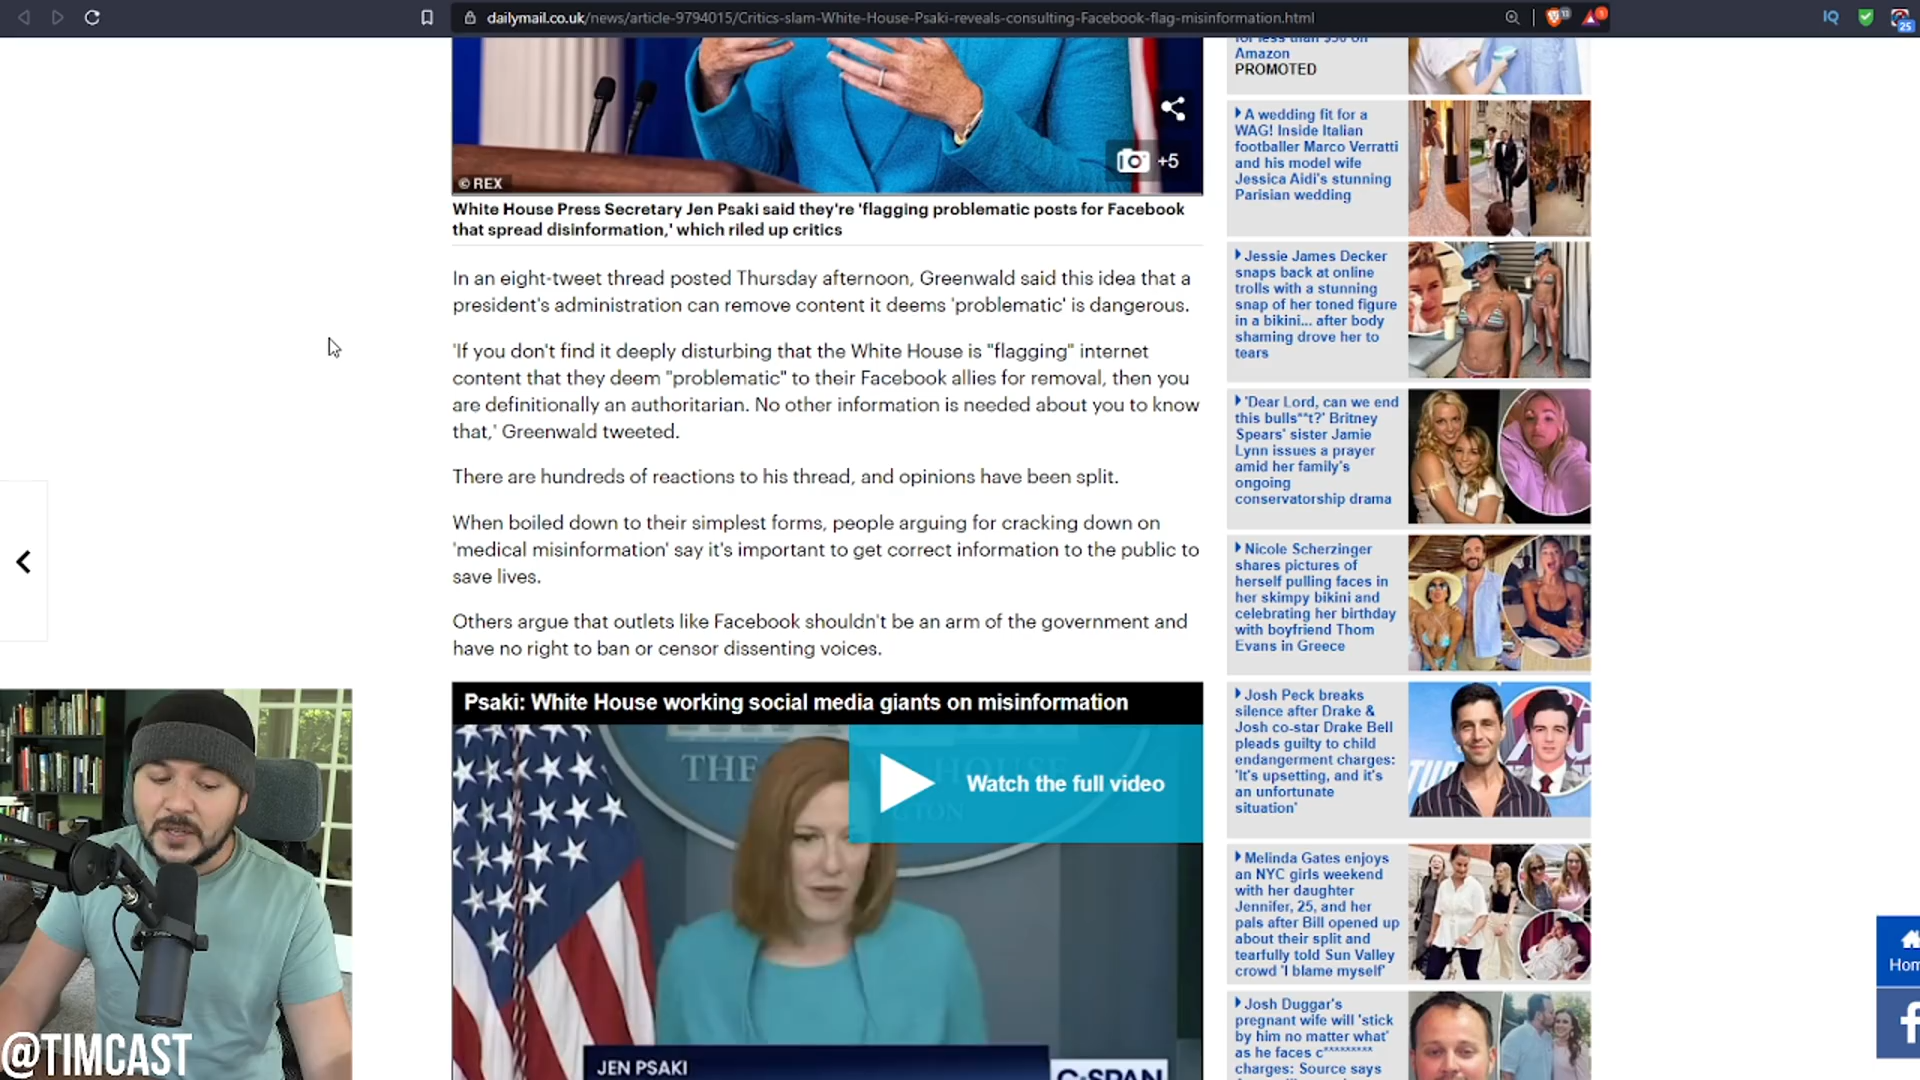 dailymail.co.uk/news/article-9794015/Critics-slam-White-House-Psaki-reveals-consulting-Facebook-flag-misinformation.html
IQ
25
+5
© REX
White House Press Secretary Jen Psaki said they're 'flagging problematic posts for Facebook
that spread disinformation,' which riled up critics
In an eight-tweet thread posted Thursday afternoon, Greenwald said this idea that a
president's administration can remove content it deems 'problematic' is dangerous.
'If you don't find it deeply disturbing that the White House is "flagging" internet
content that they deem "problematic" to their Facebook allies for removal, then you
are definitionally an authoritarian. No other information is needed about you to know
that,' Greenwald tweeted.
There are hundreds of reactions to his thread, and opinions have been split.
When boiled down to their simplest forms, people arguing for cracking down on
'medical misinformation' say it's important to get correct information to the public to
save lives.
Others argue that outlets like Facebook shouldn't be an arm of the government and
have no right to ban or censor dissenting voices.
Psaki: White House working social media giants on misinformation
THE
HOUSE
Watch the full video
JEN PSAKI
C-SPAN
for less than $50 on
Amazon
PROMOTED
A wedding fit for a
WAG! Inside Italian
footballer Marco Verratti
and his model wife
Jessica Aidi's stunning
Parisian wedding
Jessie James Decker
snaps back at online
trolls with a stunning
snap of her toned figure
in a bikini... after body
shaming drove her to
tears
'Dear Lord, can we end
this bulls**t?' Britney
Spears' sister Jamie
Lynn issues a prayer
amid her family's
ongoing
conservatorship drama
Nicole Scherzinger
shares pictures of
herself pulling faces in
her skimpy bikini and
celebrating her birthday
with boyfriend Thom
Evans in Greece
Josh Peck breaks
silence after Drake &
Josh co-star Drake Bell
pleads guilty to child
endangerment charges:
'It's upsetting, and it's
an unfortunate
situation'
Melinda Gates enjoys
an NYC girls weekend
with her daughter
Jennifer, 25, and her
pals after Bill opened up
about their split and
tearfully told Sun Valley
crowd 'I blame myself'
Josh Duggar's
pregnant wife will 'stick
by him no matter what'
as he faces c*********
charges: Source says
Hom
@TIMCAST